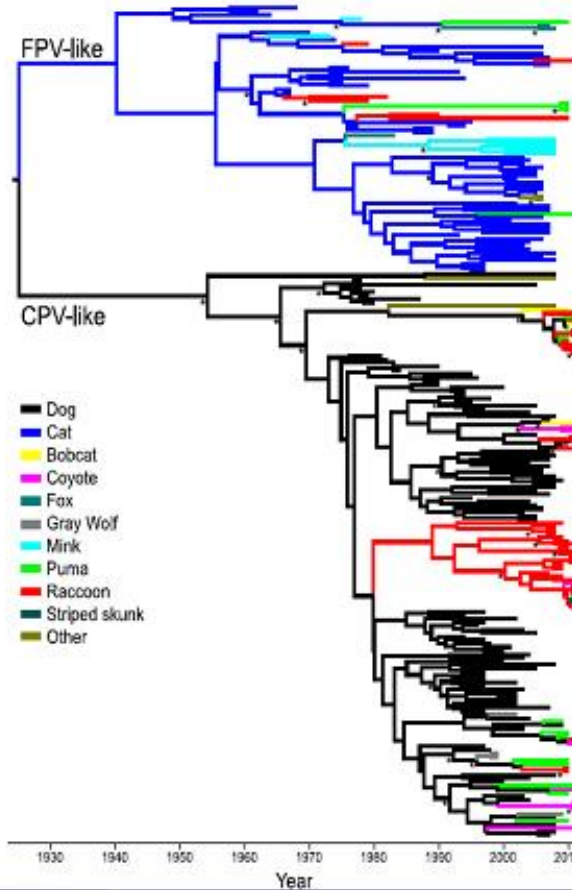 FPV-like
CPV-like
Dog
Cat
Bobcat
Coyote
Fox
Gray Wolf
Mink
Puma
Raccoon
Striped skunk
Other
1930 1940 1950 1960 1970 1980 1990 2000
Year